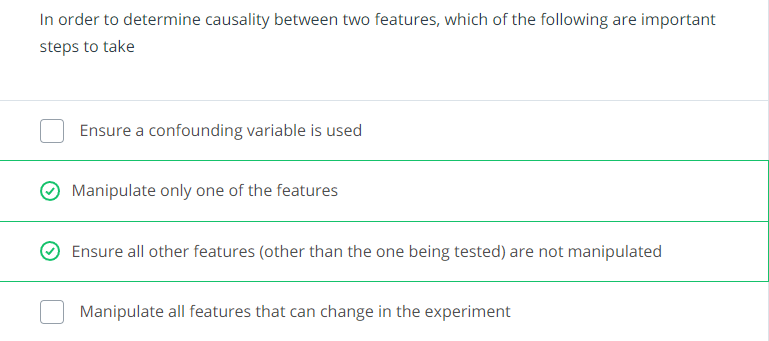 In order to determine causality between two features, which of the following are important
steps to take
Ensure a confounding variable is used
Manipulate only one of the features
Ensure all other features (other than the one being tested) are not manipulated
Manipulate all features that can change in the experiment